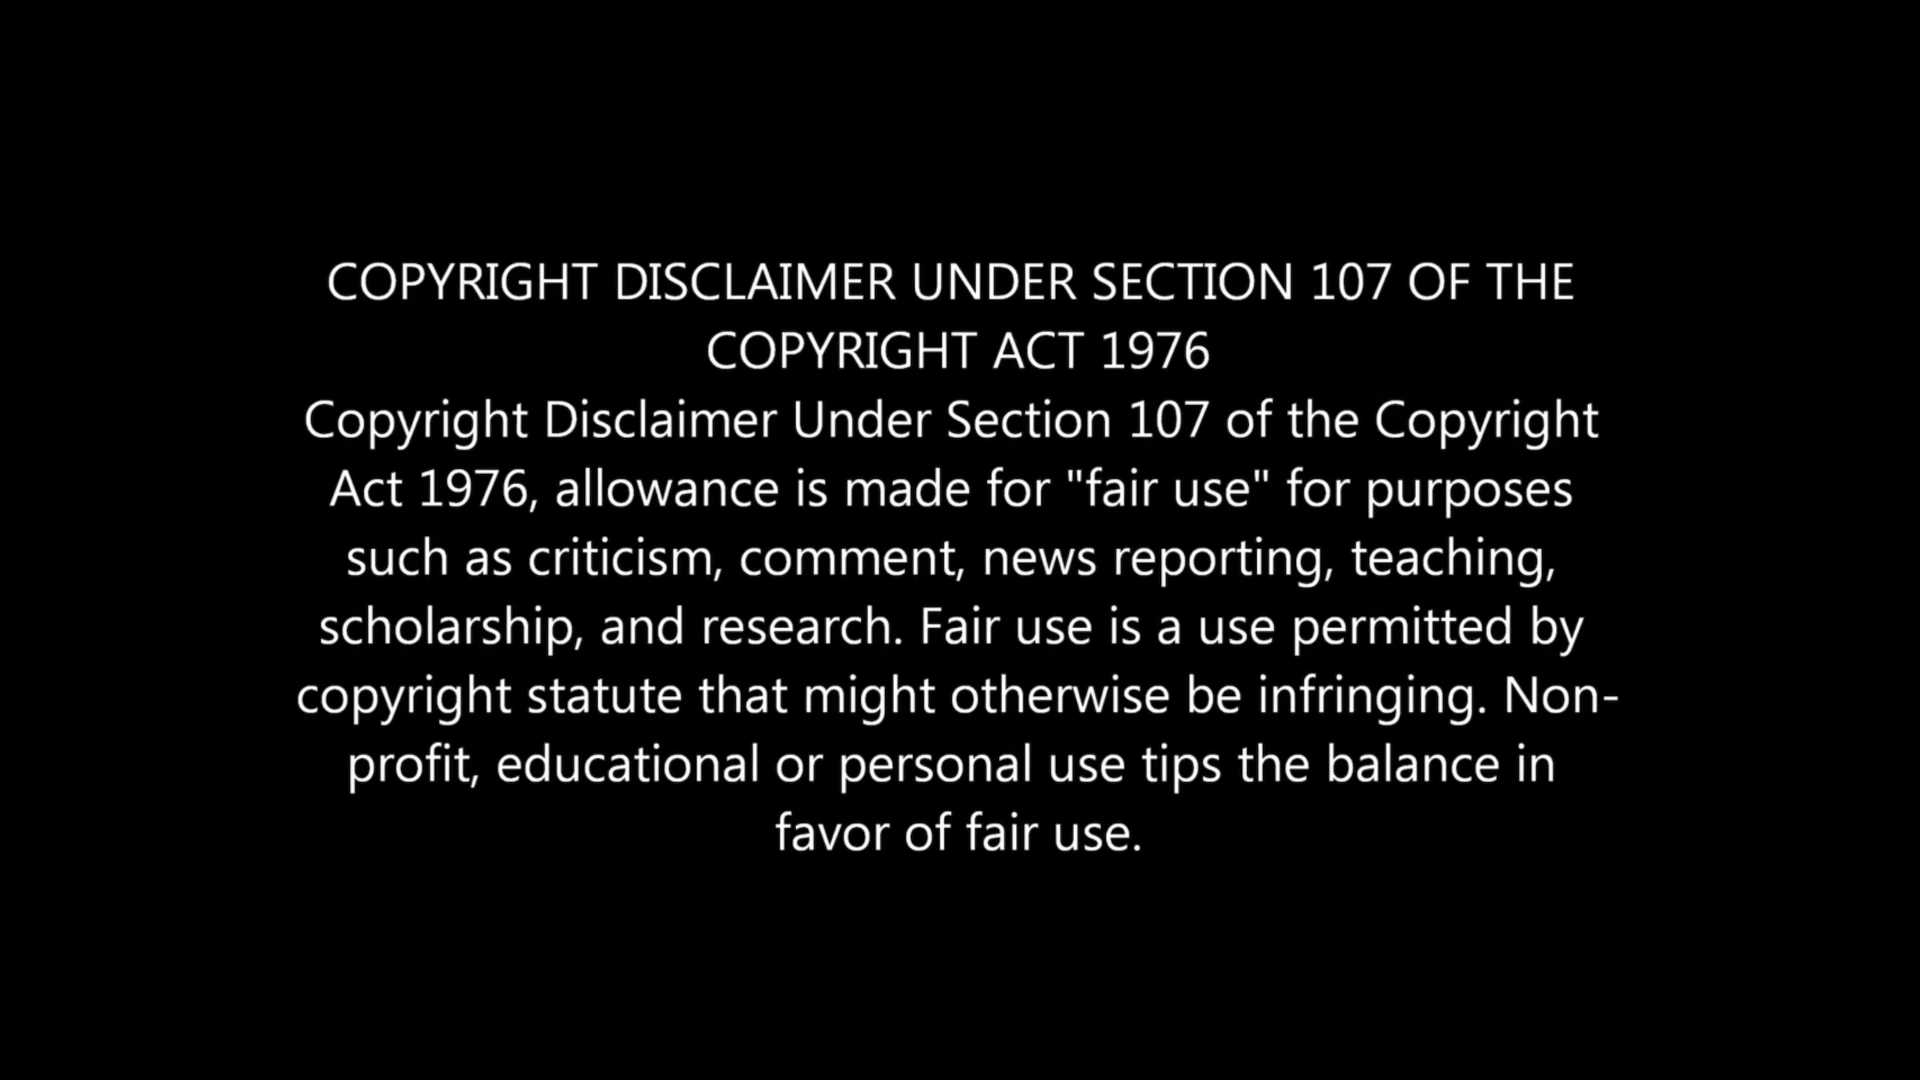 COPYRIGHT DISCLAIMER UNDER SECTION 107 OF THE
COPYRIGHT ACT 1976
Copyright Disclaimer Under Section 107 of the Copyright
Act 1976, allowance is made for "fair use" for purposes
such as criticism, comment, news reporting, teaching,
scholarship, and research. Fair use is a use permitted by
copyright statute that might otherwise be infringing. Non-
profit, educational or personal use tips the balance in
favor of fair use.